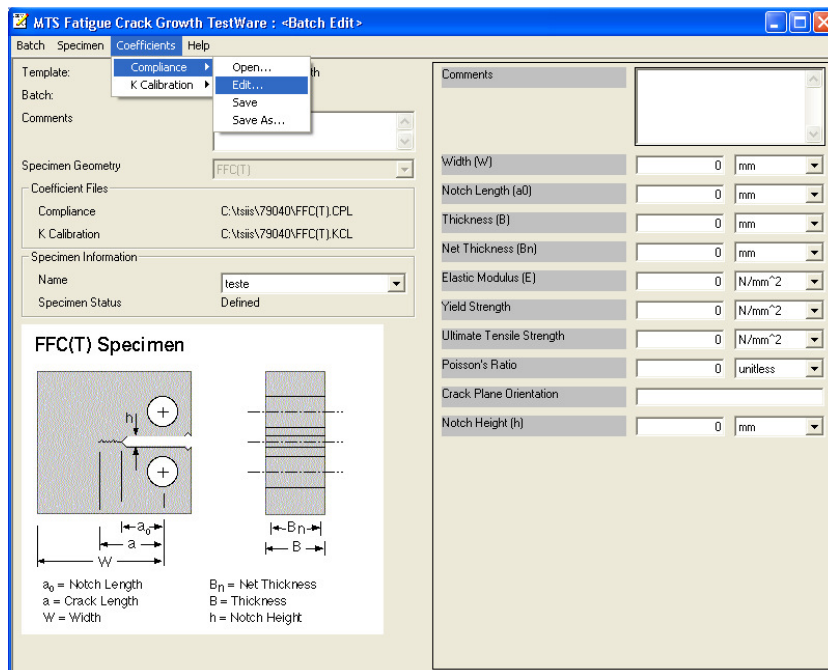 MTS Fatigue Crack Growth TestWare : <Batch Edit>
Batch Specimen Coefficients Help
Compliance
K Calibration
Open...
Edit...
Save
Save As...
Template:
th
Batch:
Comments
Specimen Geometry
FFC(T)
Coefficient Files
Compliance C:\tsiis\79040\FFC(T).CPL
K Calibration C:\tsiis\79040\FFC(T).KCL
Specimen Information
Name teste
Specimen Status Defined
FFC(T) Specimen
h
a₀
a
W
Bn
B
a₀ = Notch Length
a = Crack Length
W = Width
Bn = Net Thickness
B = Thickness
h = Notch Height
Comments
Width (W) 0 mm
Notch Length (a0) 0 mm
Thickness (B) 0 mm
Net Thickness (Bn) 0 mm
Elastic Modulus (E) 0 N/mm^2
Yield Strength 0 N/mm^2
Ultimate Tensile Strength 0 N/mm^2
Poisson's Ratio 0 unitless
Crack Plane Orientation
Notch Height (h) 0 mm